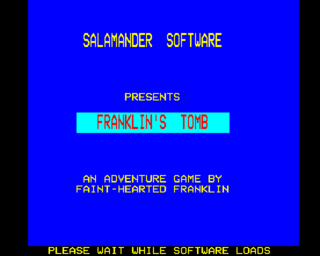 SALAMANDER SOFTWARE
PRESENTS
FRANKLIN'S TOMB
AN ADVENTURE GAME BY
FAINT-HEARTED FRANKLIN
PLEASE WAIT WHILE SOFTWARE LOADS